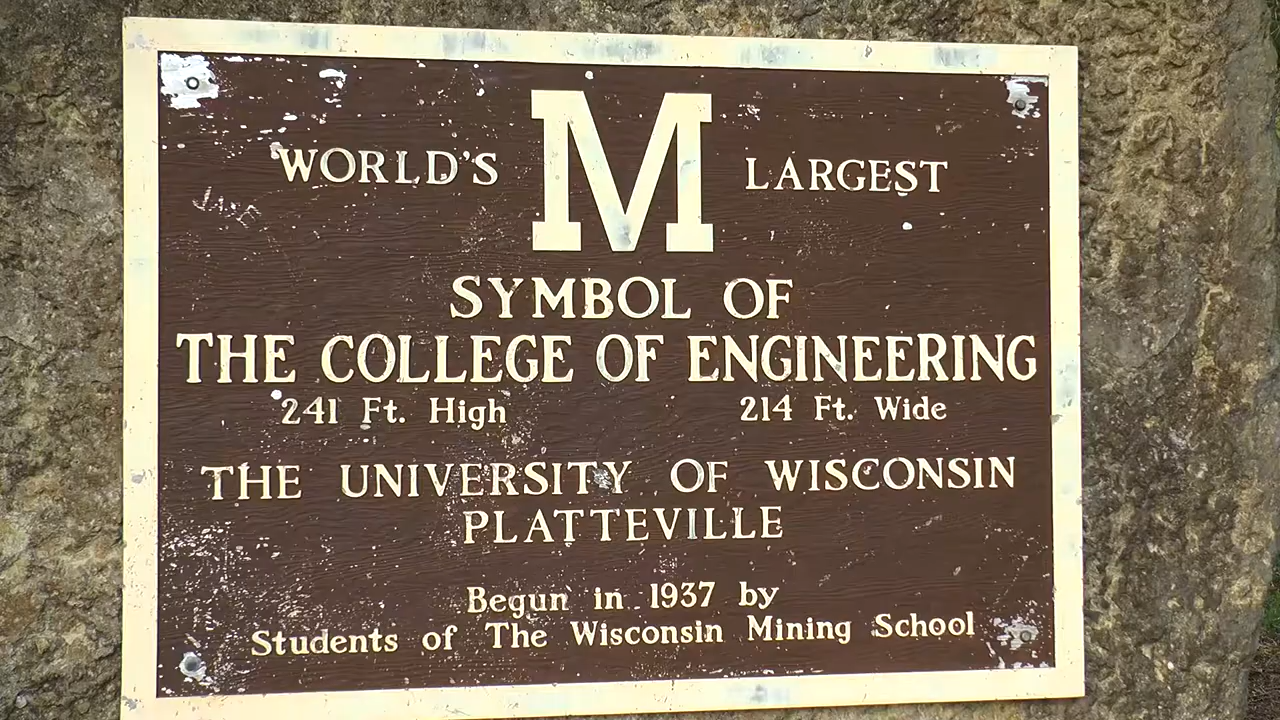 WORLD'S M LARGEST
SYMBOL OF
THE COLLEGE OF ENGINEERING
241 Ft. High 214 Ft. Wide
THE UNIVERSITY OF WISCONSIN
PLATTEVILLE
Begun in 1937 by
Students of The Wisconsin Mining School